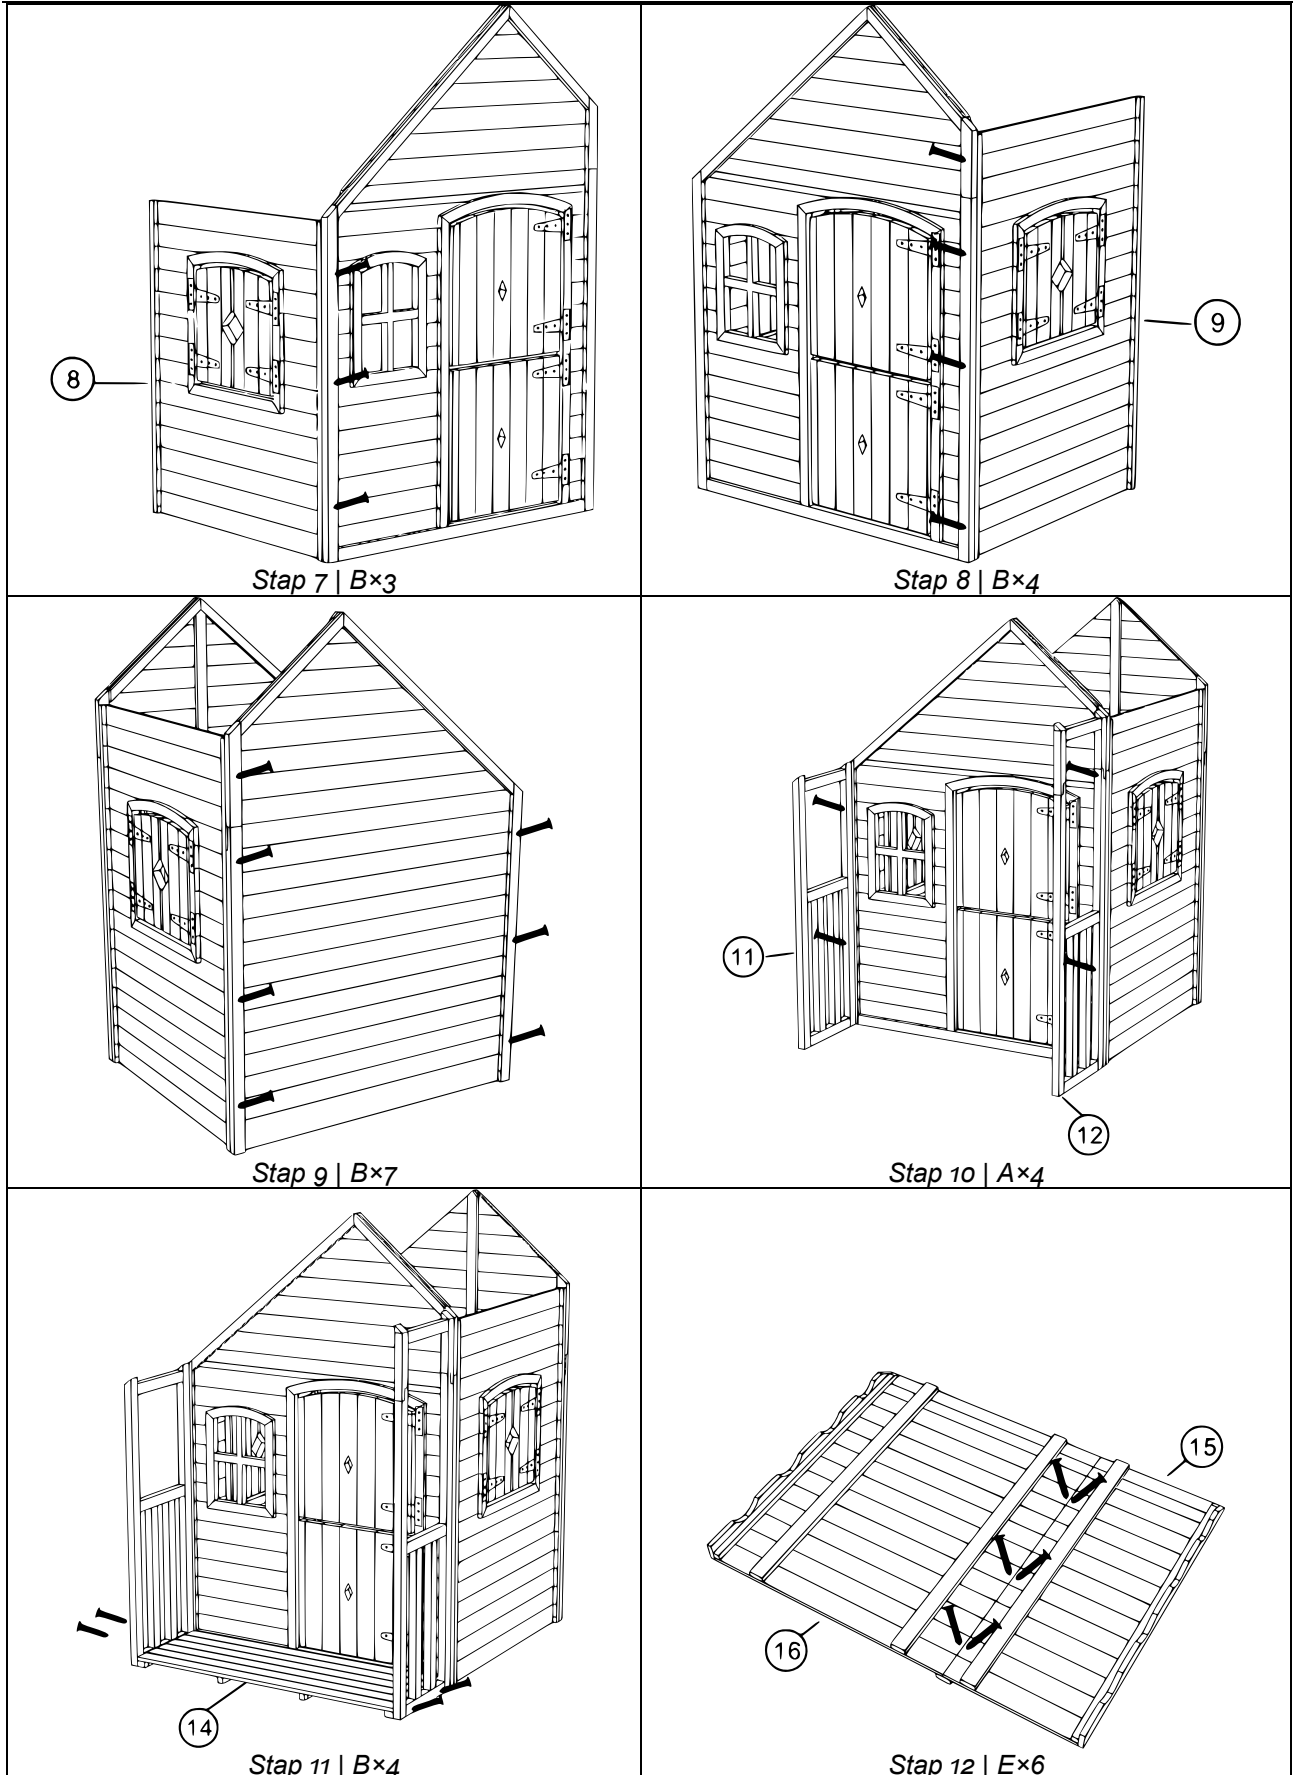 8
Stap 7 | B×3
9
Stap 8 | B×4
Stap 9 | B×7
11
12
Stap 10 | A×4
14
Stap 11 | B×4
15
16
Stap 12 | E×6